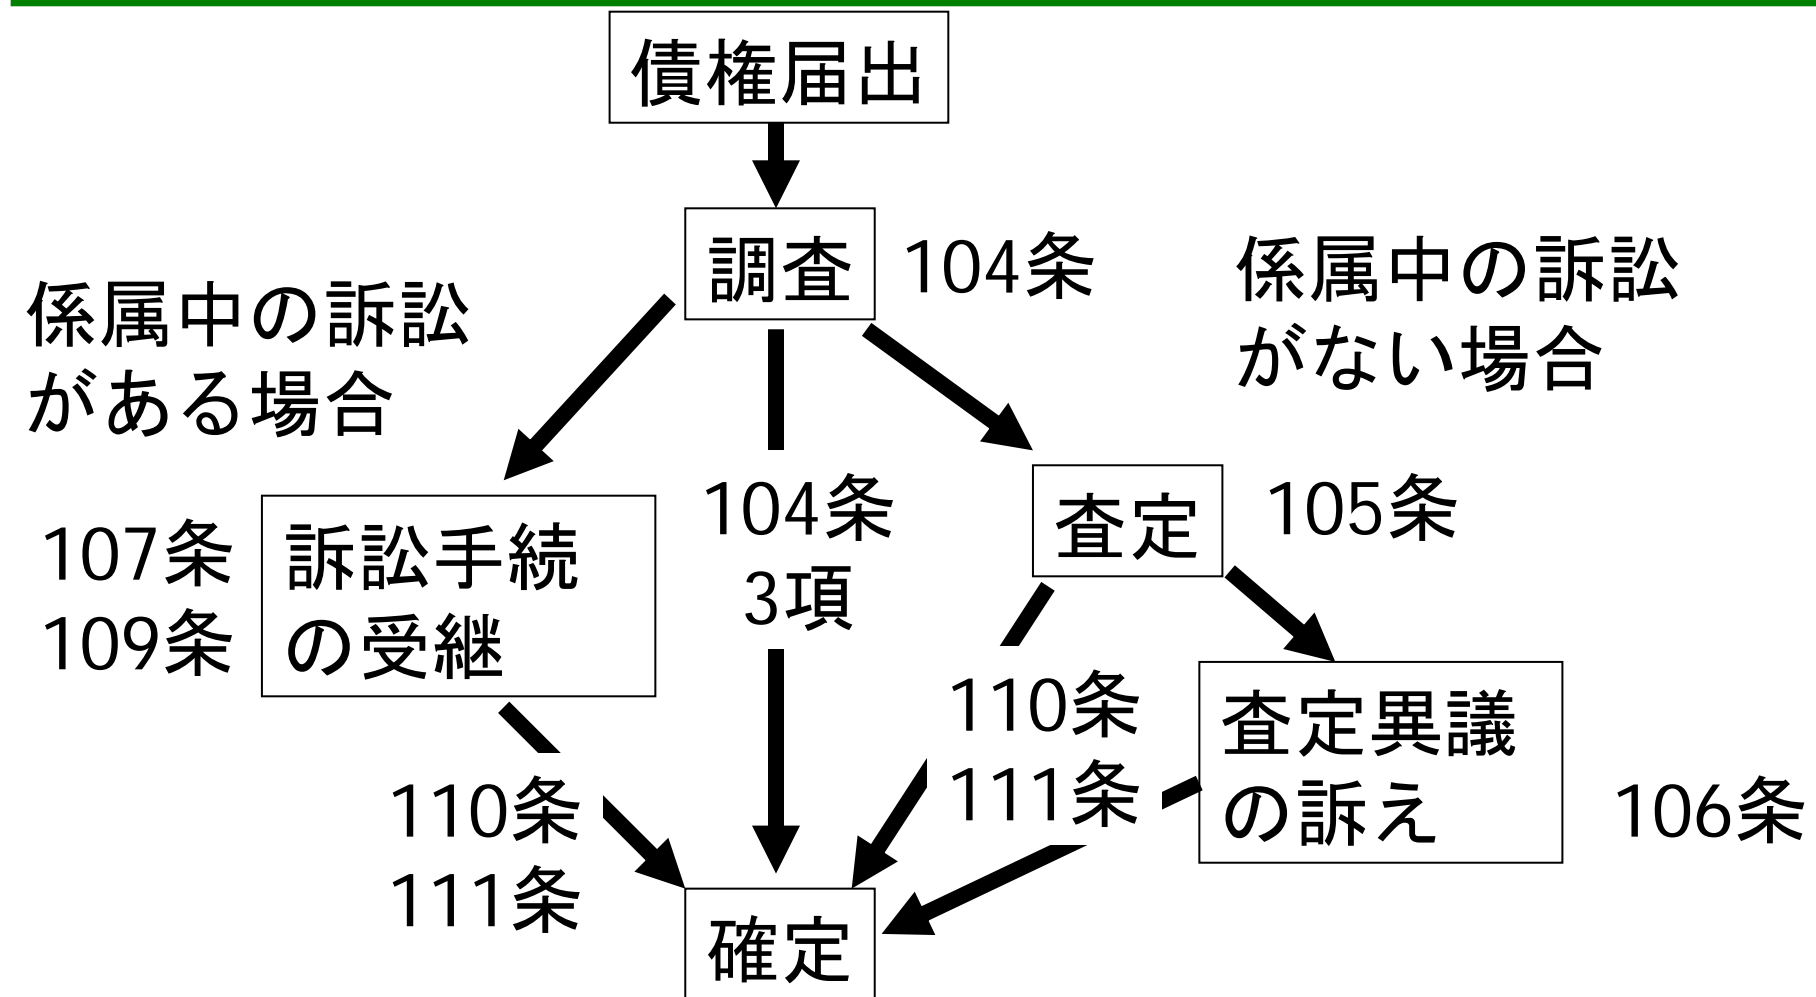 債権届出
調査
104条
係属中の訴訟
がある場合
係属中の訴訟
がない場合
107条
109条
訴訟手続
の受継
104条
3項
査定
105条
110条
111条
査定異議
の訴え
106条
110条
111条
確定